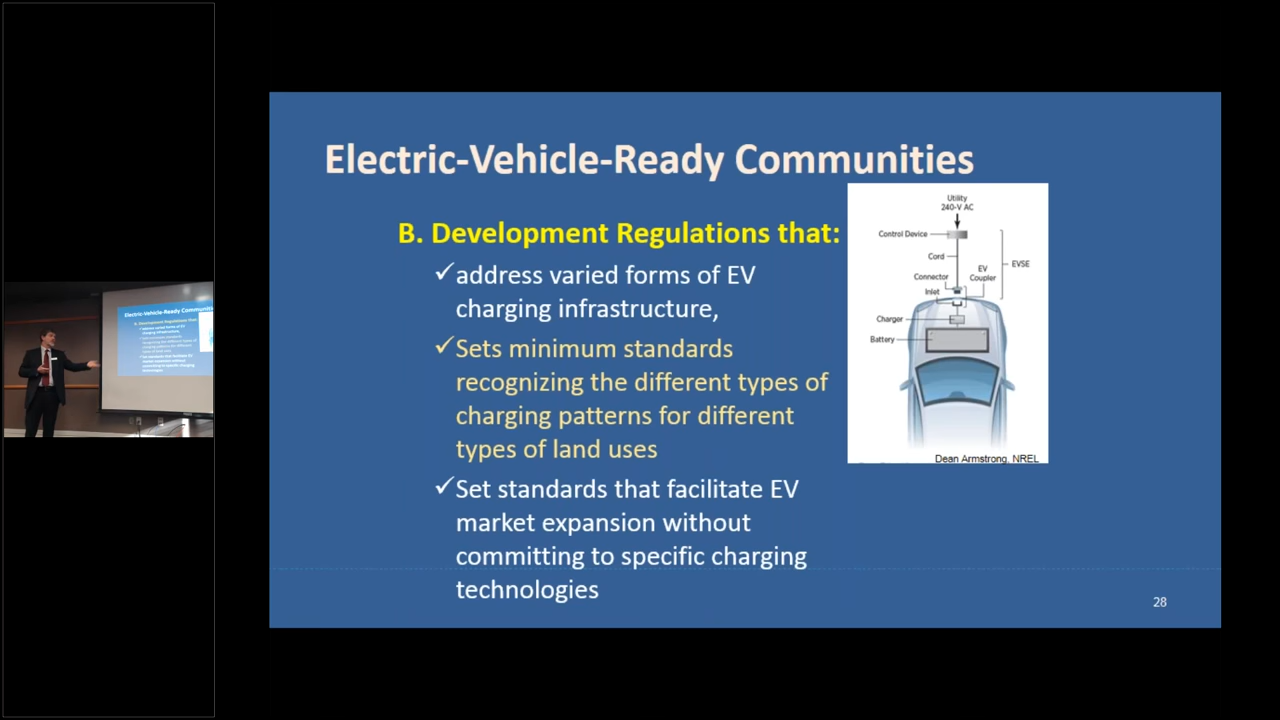 Electric-Vehicle-Ready Communities
B. Development Regulations that:
✓address varied forms of EV
charging infrastructure,
✓Sets minimum standards
recognizing the different types of
charging patterns for different
types of land uses
✓Set standards that facilitate EV
market expansion without
committing to specific charging
technologies
Utility
240-V AC
Control Device
Cord
EVSE
Connector
EV
Coupler
Inlet
Charger
Battery
Dean Armstrong, NREL
28